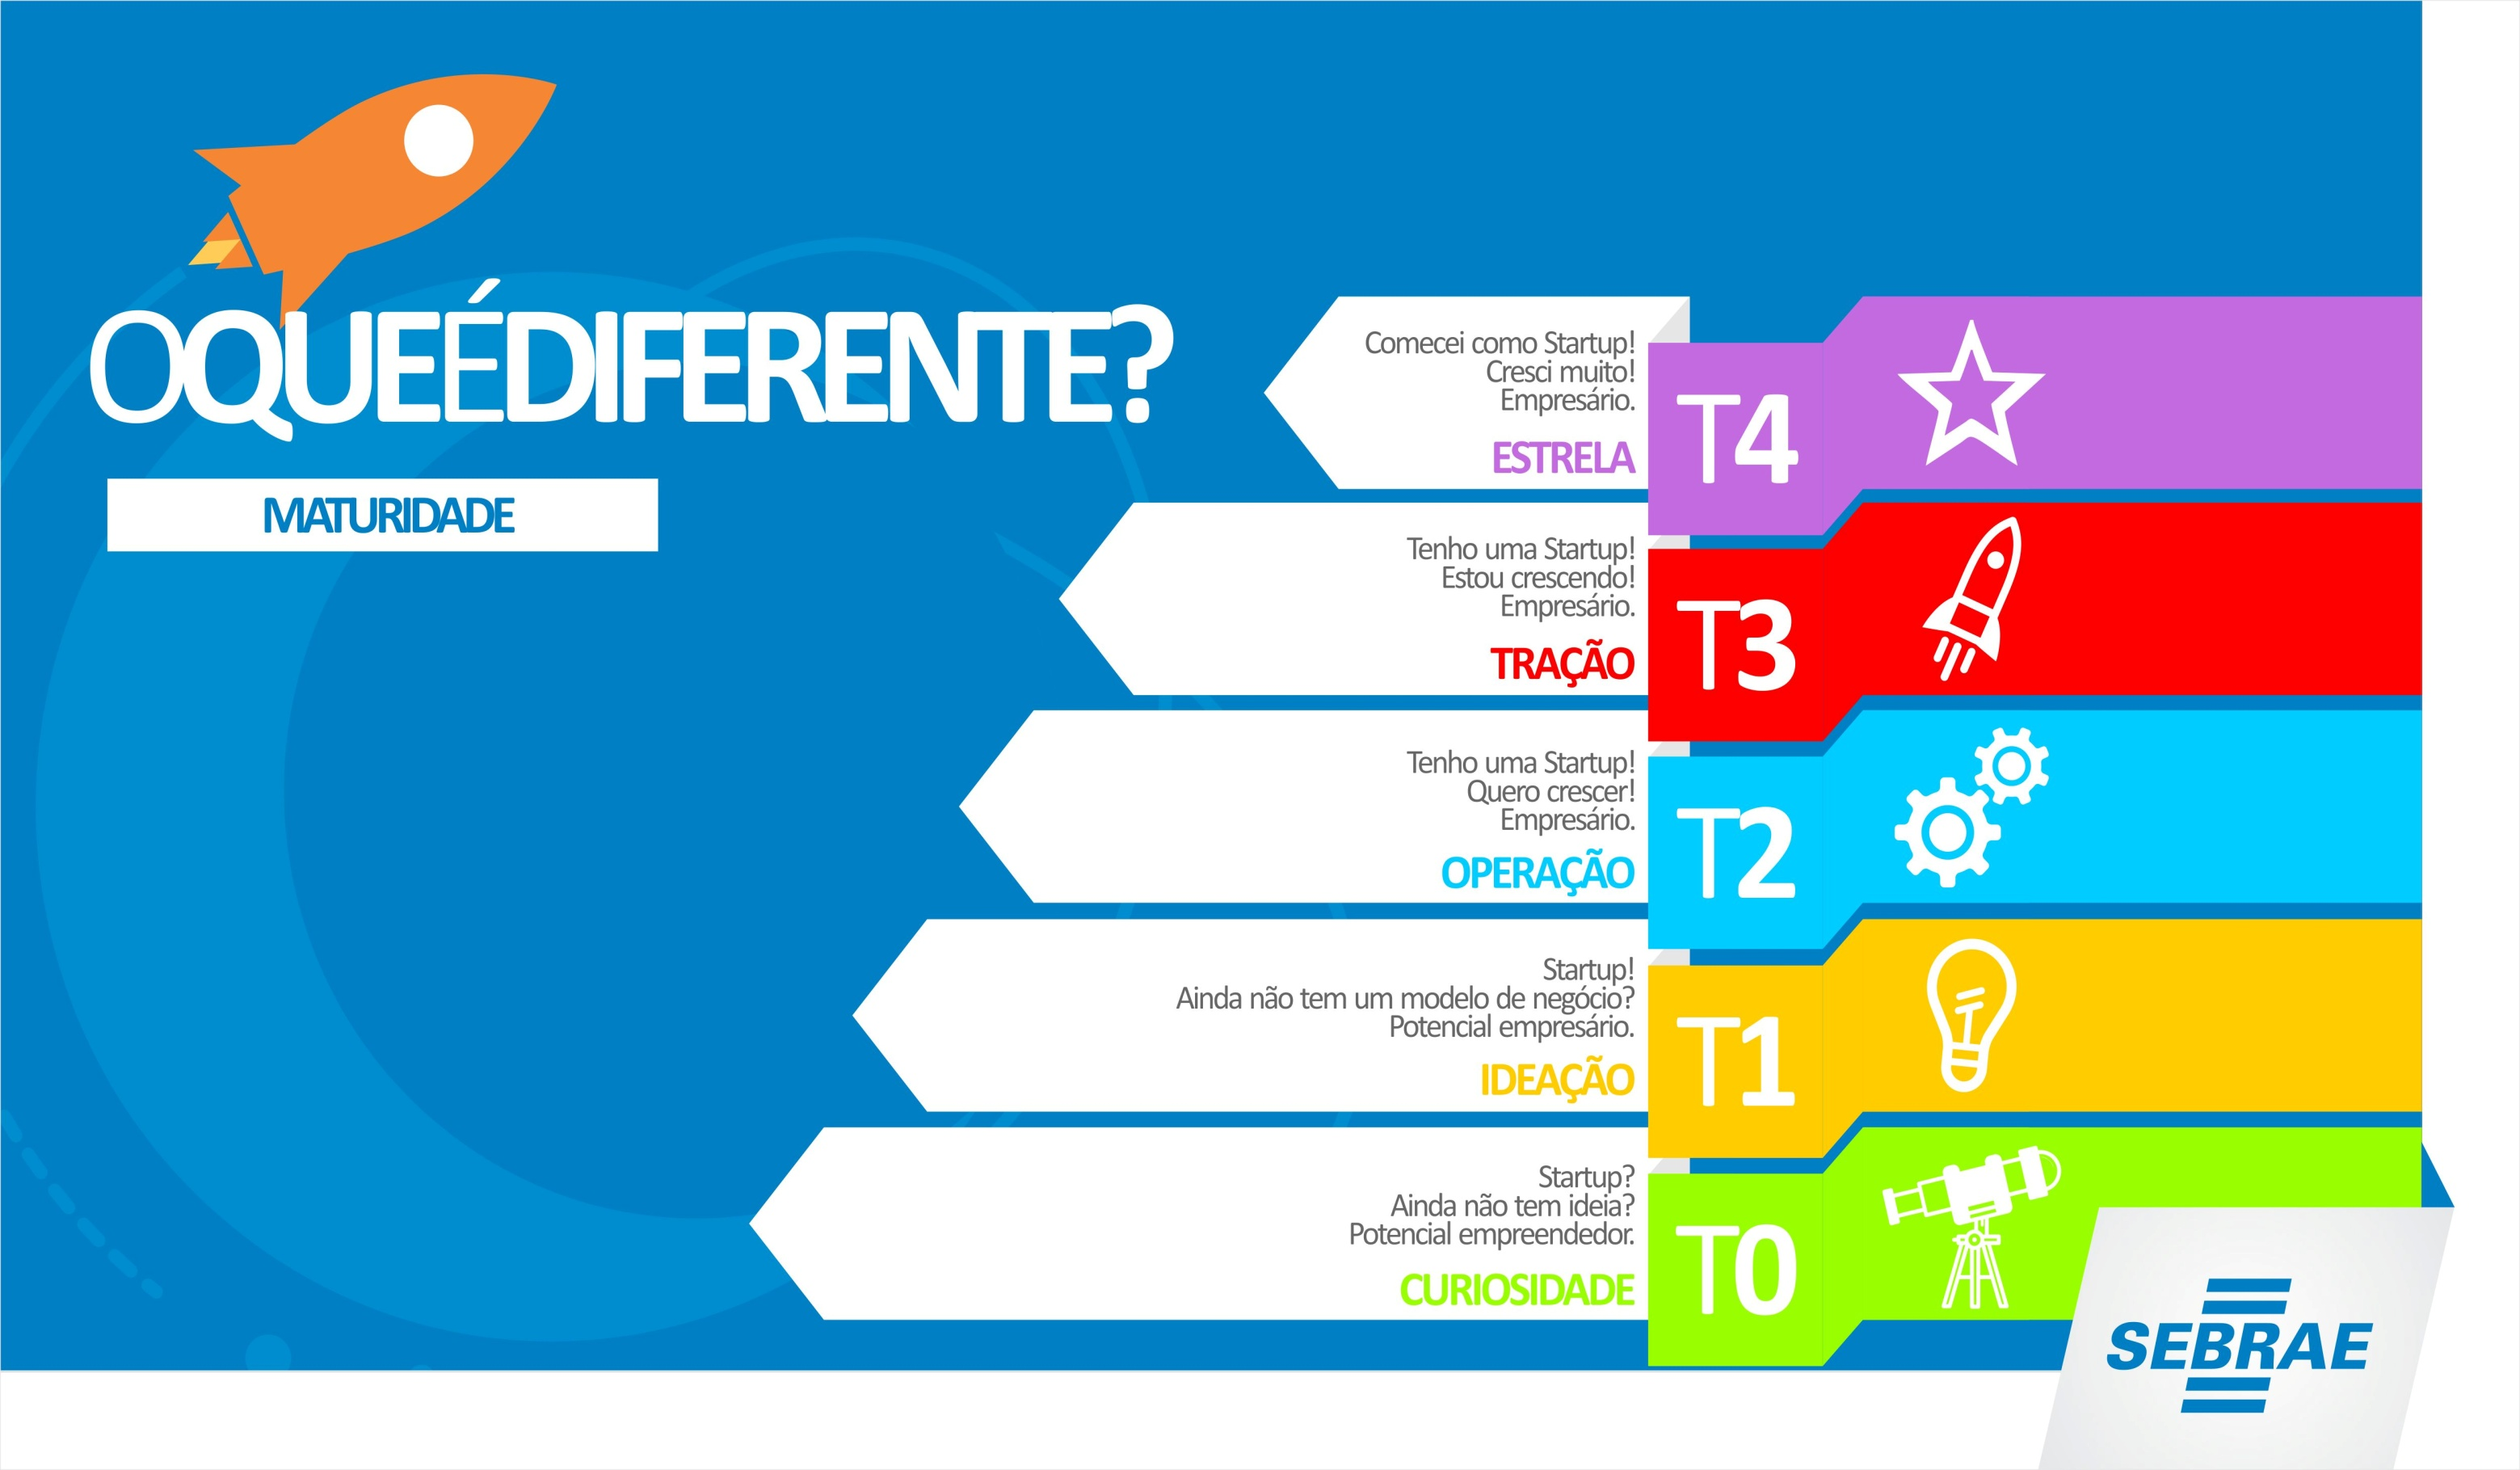 OQUEÉDIFERENTE?
MATURIDADE
Comecei como Startup!
Cresci muito!
Empresário.
ESTRELA
T4
Tenho uma Startup!
Estou crescendo!
Empresário.
TRAÇÃO
T3
Tenho uma Startup!
Quero crescer!
Empresário.
OPERAÇÃO
T2
Startup!
Ainda não tem um modelo de negócio?
Potencial empresário.
IDEAÇÃO
T1
Startup?
Ainda não tem ideia?
Potencial empreendedor.
CURIOSIDADE
T0
SEBRAE